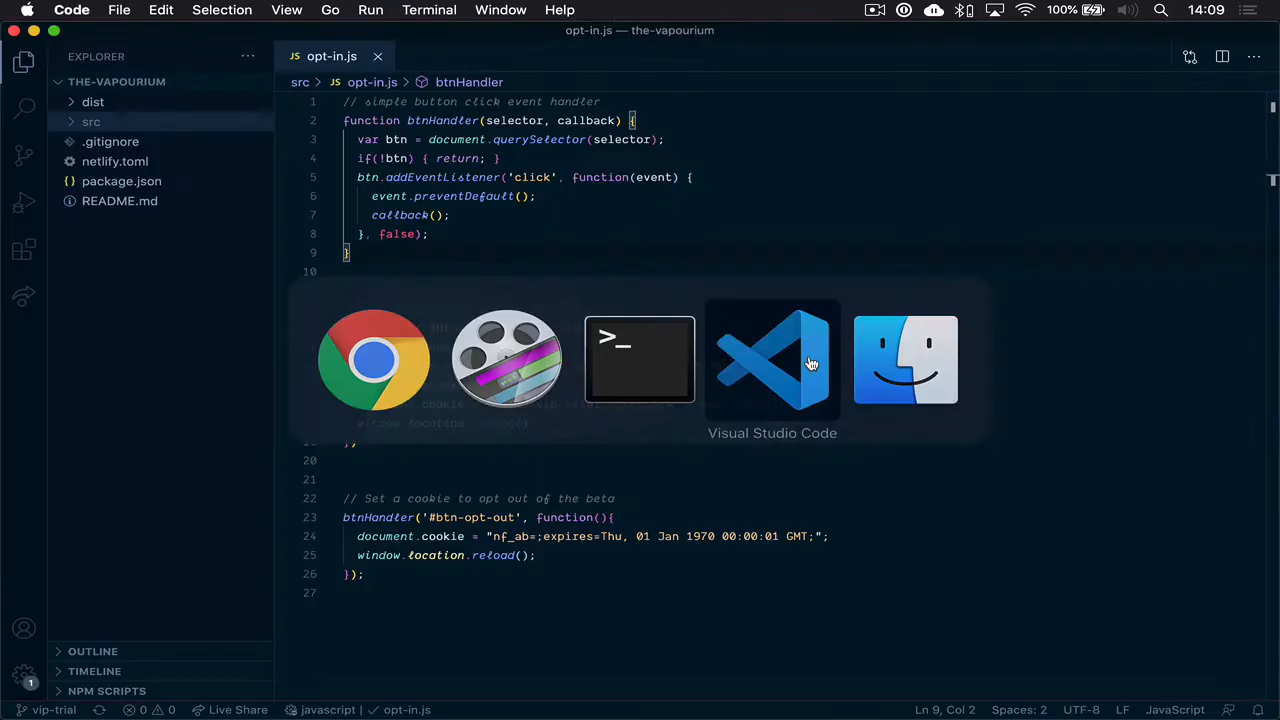 Code File Edit Selection View Go Run Terminal Window Help 100% 14:09
opt-in.js — the-vapourium
EXPLORER ···
JS opt-in.js ×
THE-VAPOURIUM
dist
src
.gitignore
netlify.toml
{} package.json
README.md
src > JS opt-in.js > btnHandler
1 // simple button click event handler
2 function btnHandler(selector, callback) {
3 var btn = document.querySelector(selector);
4 if(!btn) { return; }
5 btn.addEventListener('click', function(event) {
6 event.preventDefault();
7 callback();
8 }, false);
9 }
10
>_
Visual Studio Code
cookie
})
20
21
22 // Set a cookie to opt out of the beta
23 btnHandler('#btn-opt-out', function(){
24 document.cookie = "nf_ab=;expires=Thu, 01 Jan 1970 00:00:01 GMT;";
25 window.location.reload();
26 });
27
OUTLINE
TIMELINE
NPM SCRIPTS
1
vip-trial 0 0 Live Share javascript | ✓ opt-in.js Ln 9, Col 2 Spaces: 2 UTF-8 LF JavaScript